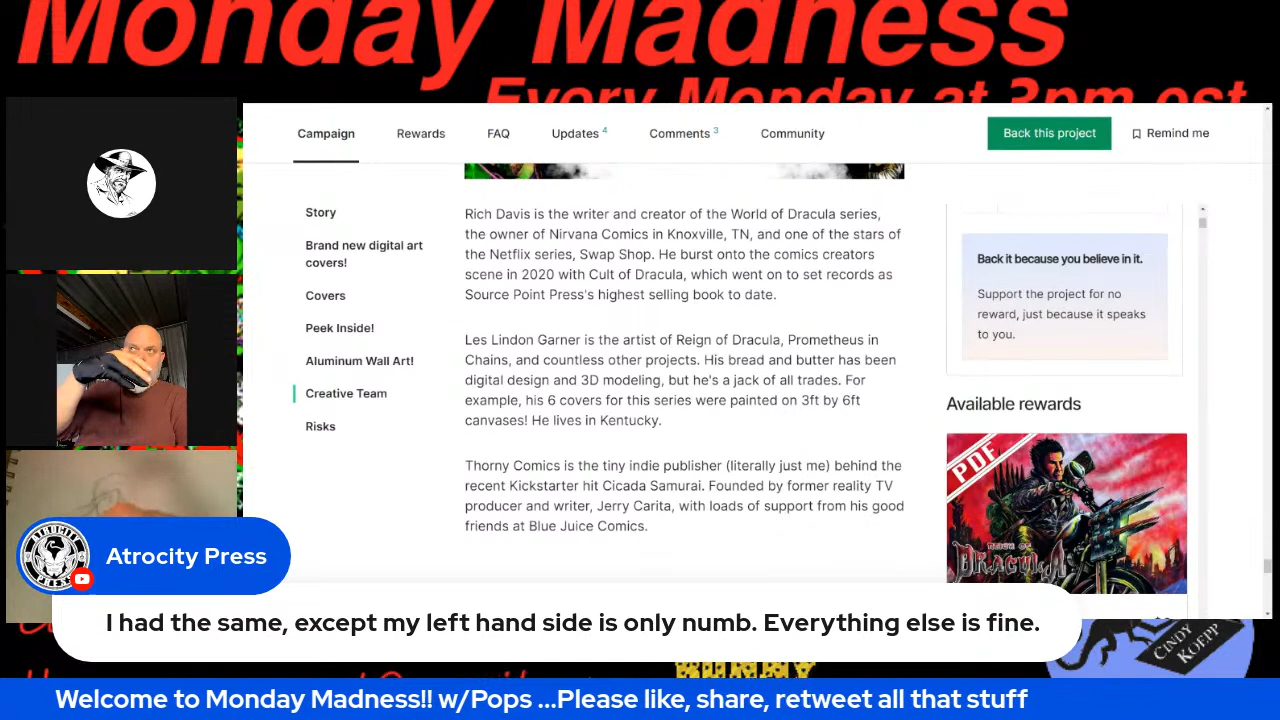 Monday Madness
Every Monday at 3pm est
Campaign Rewards FAQ Updates 4 Comments 3 Community Back this project Remind me
Story
Brand new digital art
covers!
Covers
Peek Inside!
Aluminum Wall Art!
Creative Team
Risks
Rich Davis is the writer and creator of the World of Dracula series,
the owner of Nirvana Comics in Knoxville, TN, and one of the stars of
the Netflix series, Swap Shop. He burst onto the comics creators
scene in 2020 with Cult of Dracula, which went on to set records as
Source Point Press's highest selling book to date.
Les Lindon Garner is the artist of Reign of Dracula, Prometheus in
Chains, and countless other projects. His bread and butter has been
digital design and 3D modeling, but he's a jack of all trades. For
example, his 6 covers for this series were painted on 3ft by 6ft
canvases! He lives in Kentucky.
Thorny Comics is the tiny indie publisher (literally just me) behind the
recent Kickstarter hit Cicada Samurai. Founded by former reality TV
producer and writer, Jerry Carita, with loads of support from his good
friends at Blue Juice Comics.
Back it because you believe in it.
Support the project for no
reward, just because it speaks
to you.
Available rewards
PDF
REIGN OF
DRACULA
ATROCITY
PRESS
Atrocity Press
I had the same, except my left hand side is only numb. Everything else is fine.
CINDY
KOEPP
Welcome to Monday Madness!! w/Pops ...Please like, share, retweet all that stuff